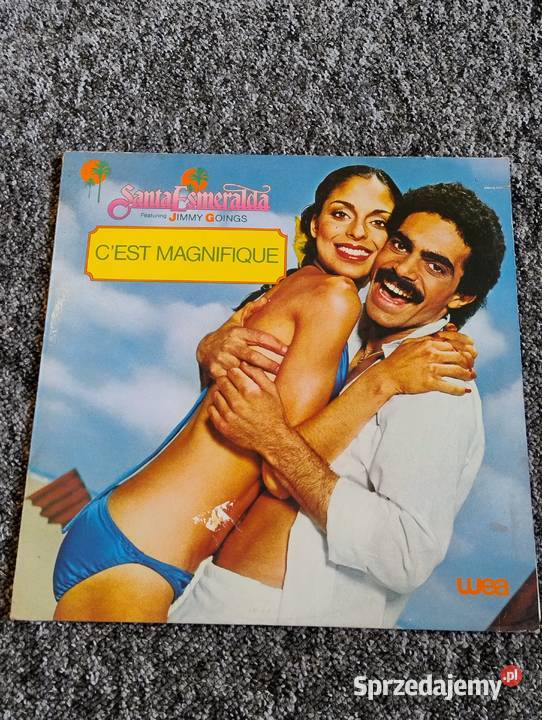 Santa Esmeralda
Featuring JIMMY GOINGS
C'EST MAGNIFIQUE
wea
Sprzedajemy.pl